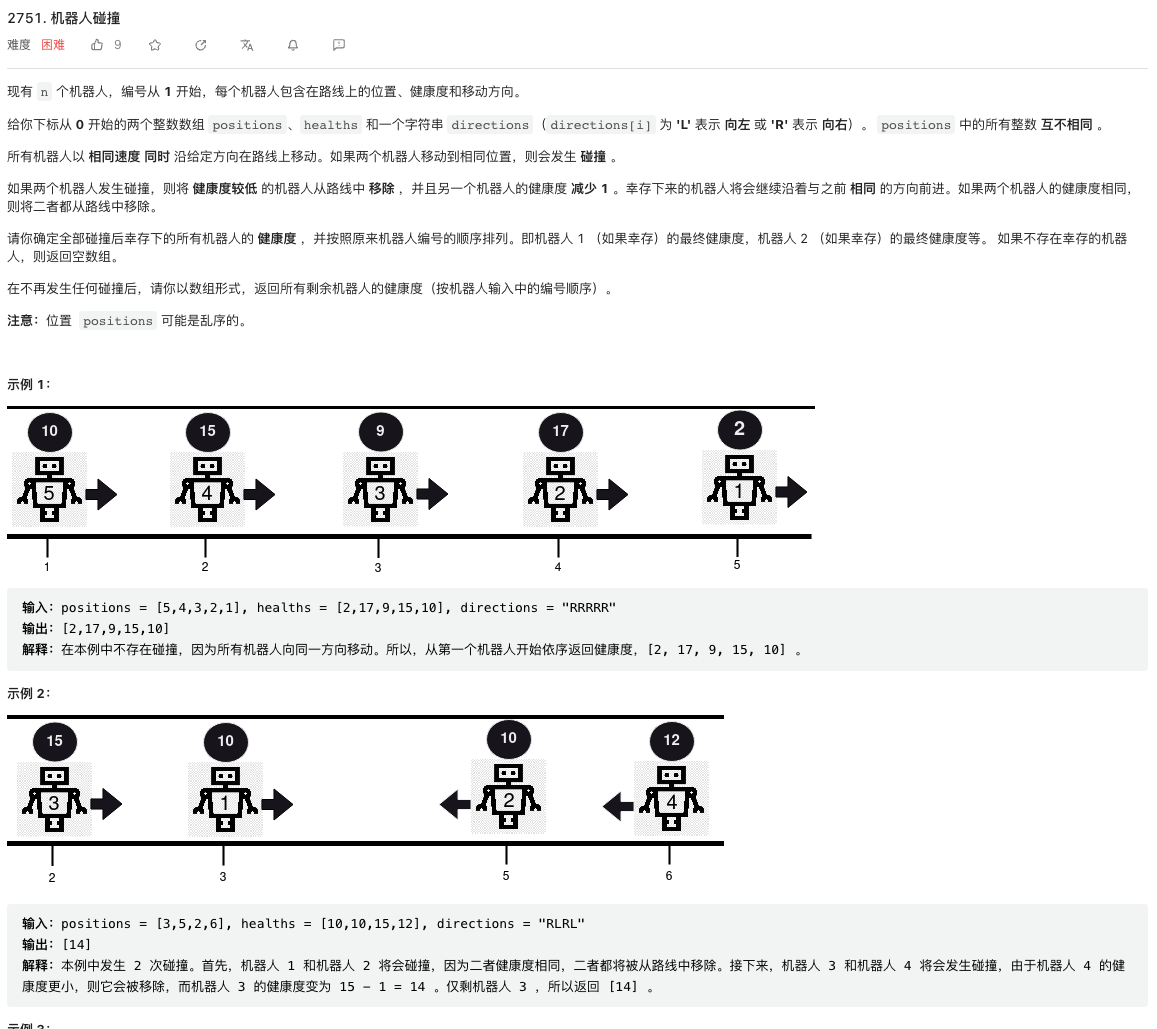 2751. 机器人碰撞
难度 困难 9
现有 n 个机器人，编号从 1 开始，每个机器人包含在路线上的位置、健康度和移动方向。
给你下标从 0 开始的两个整数数组 positions、healths 和一个字符串 directions（directions[i] 为 'L' 表示 向左 或 'R' 表示 向右）。 positions 中的所有整数 互不相同 。
所有机器人以 相同速度 同时 沿给定方向在路线上移动。如果两个机器人移动到相同位置，则会发生 碰撞 。
如果两个机器人发生碰撞，则将 健康度较低 的机器人从路线中 移除 ，并且另一个机器人的健康度 减少 1 。幸存下来的机器人将会继续沿着与之前 相同 的方向前进。如果两个机器人的健康度相同，
则将二者都从路线中移除。
请你确定全部碰撞后幸存下的所有机器人的 健康度 ，并按照原来机器人编号的顺序排列。即机器人 1 （如果幸存）的最终健康度，机器人 2 （如果幸存）的最终健康度等。 如果不存在幸存的机器
人，则返回空数组。
在不再发生任何碰撞后，请你以数组形式，返回所有剩余机器人的健康度（按机器人输入中的编号顺序）。
注意：位置 positions 可能是乱序的。
示例 1：
10 15 9 17 2
5 4 3 2 1
1 2 3 4 5
输入：positions = [5,4,3,2,1], healths = [2,17,9,15,10], directions = "RRRRR"
输出：[2,17,9,15,10]
解释：在本例中不存在碰撞，因为所有机器人向同一方向移动。所以，从第一个机器人开始依序返回健康度，[2, 17, 9, 15, 10] 。
示例 2：
15 10 10 12
3 1 2 4
2 3 5 6
输入：positions = [3,5,2,6], healths = [10,10,15,12], directions = "RLRL"
输出：[14]
解释：本例中发生 2 次碰撞。首先，机器人 1 和机器人 2 将会碰撞，因为二者健康度相同，二者都将被从路线中移除。接下来，机器人 3 和机器人 4 将会发生碰撞，由于机器人 4 的健
康度更小，则它会被移除，而机器人 3 的健康度变为 15 - 1 = 14 。仅剩机器人 3 ，所以返回 [14] 。
示例 3：